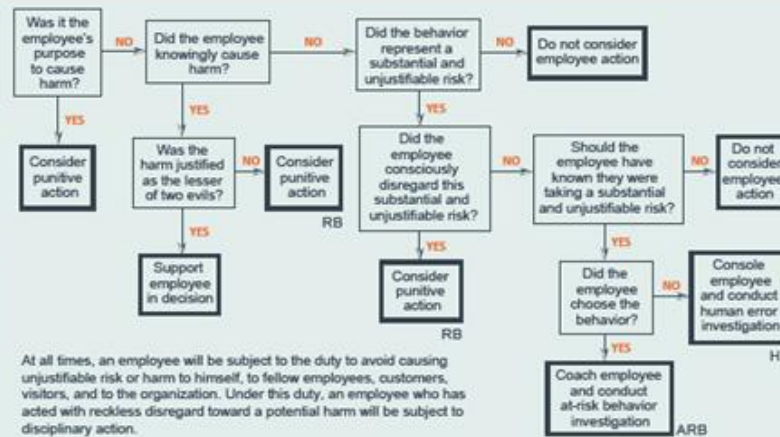 Was it the
employee's
purpose
to cause
harm?
NO
Did the employee
knowingly cause
harm?
NO
Did the behavior
represent a
substantial and
unjustifiable risk?
NO
Do not consider
employee action
YES
YES
YES
Consider
punitive
action
Was the
harm justified
as the lesser
of two evils?
NO
Consider
punitive
action
RB
Did the
employee
consciously
disregard this
substantial and
unjustifiable risk?
NO
Should the
employee have
known they were
taking a substantial
and unjustifiable risk?
NO
Do not
consider
employee
action
YES
YES
YES
Support
employee
in decision
Consider
punitive
action
RB
Did the
employee
choose the
behavior?
NO
Console
employee
and conduct
human error
investigation
H
YES
Coach employee
and conduct
at-risk behavior
investigation
ARB
At all times, an employee will be subject to the duty to avoid causing
unjustifiable risk or harm to himself, to fellow employees, customers,
visitors, and to the organization. Under this duty, an employee who has
acted with reckless disregard toward a potential harm will be subject to
disciplinary action.